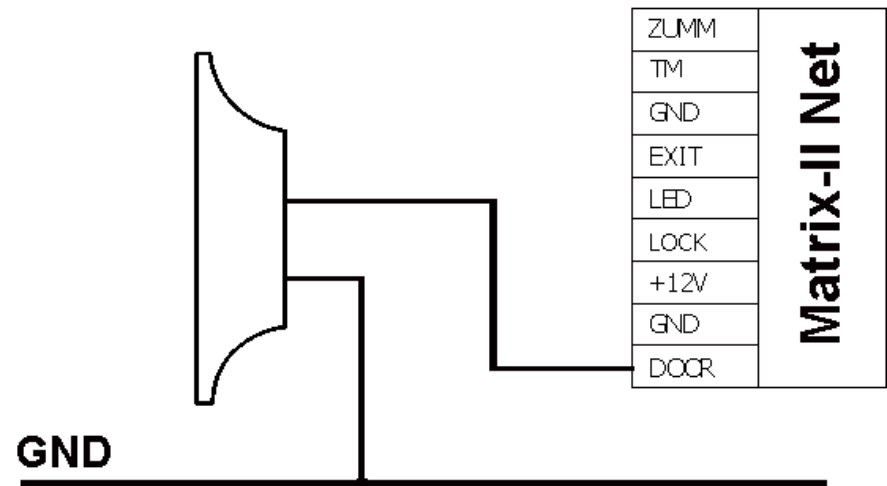 ZUMM
TM
GND
EXIT
LED
LOCK
+12V
GND
DOOR
Matrix-II Net
GND